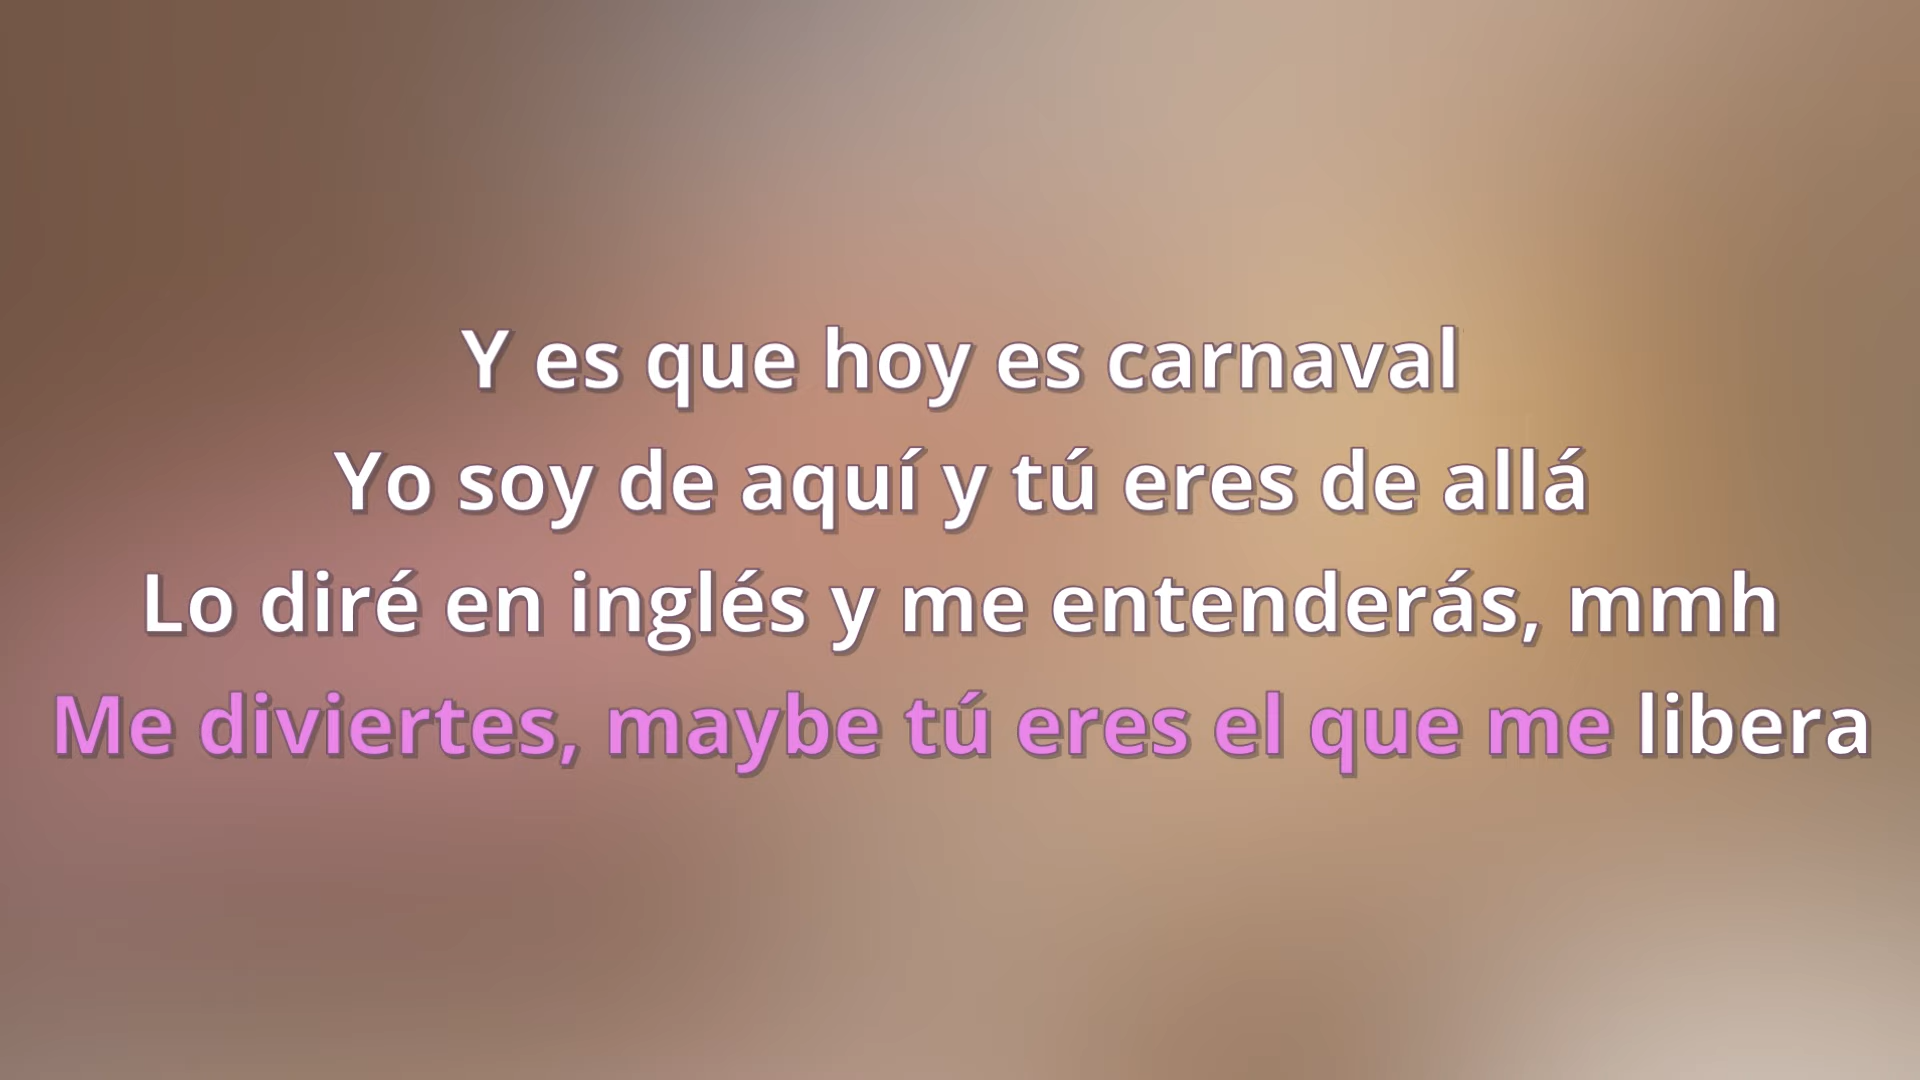 Y es que hoy es carnaval
Yo soy de aquí y tú eres de allá
Lo diré en inglés y me entenderás, mmh
Me diviertes, maybe tú eres el que me libera